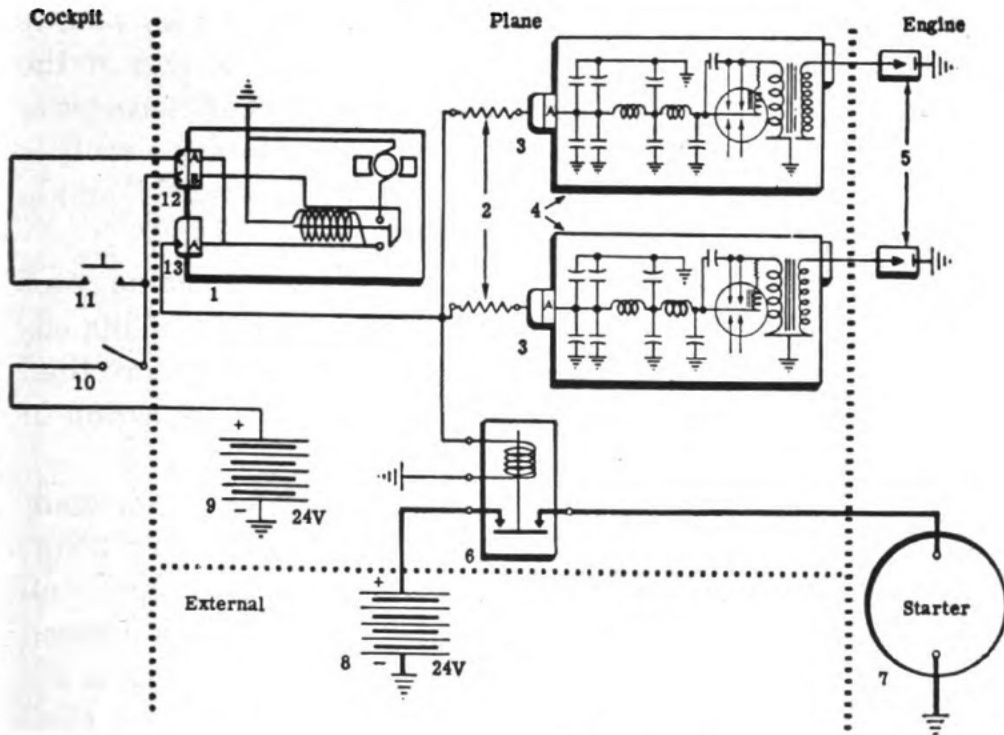 Cockpit
Plane
Engine
3
2
4
5
A
B
12
A
13
1
11
A
3
10
+
9
−
24V
6
External
+
8
−
24V
Starter
7